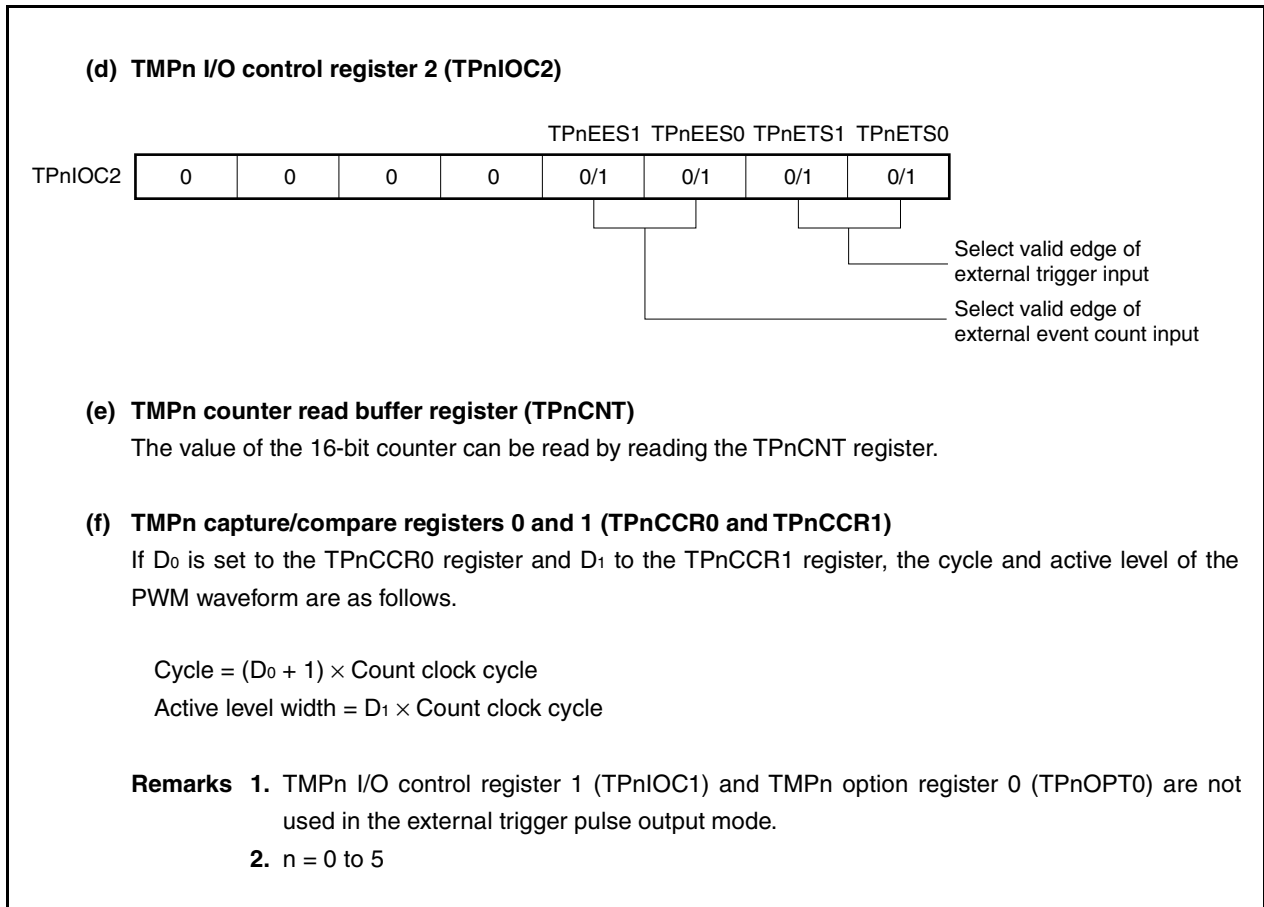 (d) TMPn I/O control register 2 (TPnIOC2)
TPnEES1 TPnEES0 TPnETS1 TPnETS0
TPnIOC2 0 0 0 0 0/1 0/1 0/1 0/1
Select valid edge of
external trigger input
Select valid edge of
external event count input
(e) TMPn counter read buffer register (TPnCNT)
The value of the 16-bit counter can be read by reading the TPnCNT register.
(f) TMPn capture/compare registers 0 and 1 (TPnCCR0 and TPnCCR1)
If D0 is set to the TPnCCR0 register and D1 to the TPnCCR1 register, the cycle and active level of the
PWM waveform are as follows.
Cycle = (D0 + 1) × Count clock cycle
Active level width = D1 × Count clock cycle
Remarks 1. TMPn I/O control register 1 (TPnIOC1) and TMPn option register 0 (TPnOPT0) are not
used in the external trigger pulse output mode.
2. n = 0 to 5